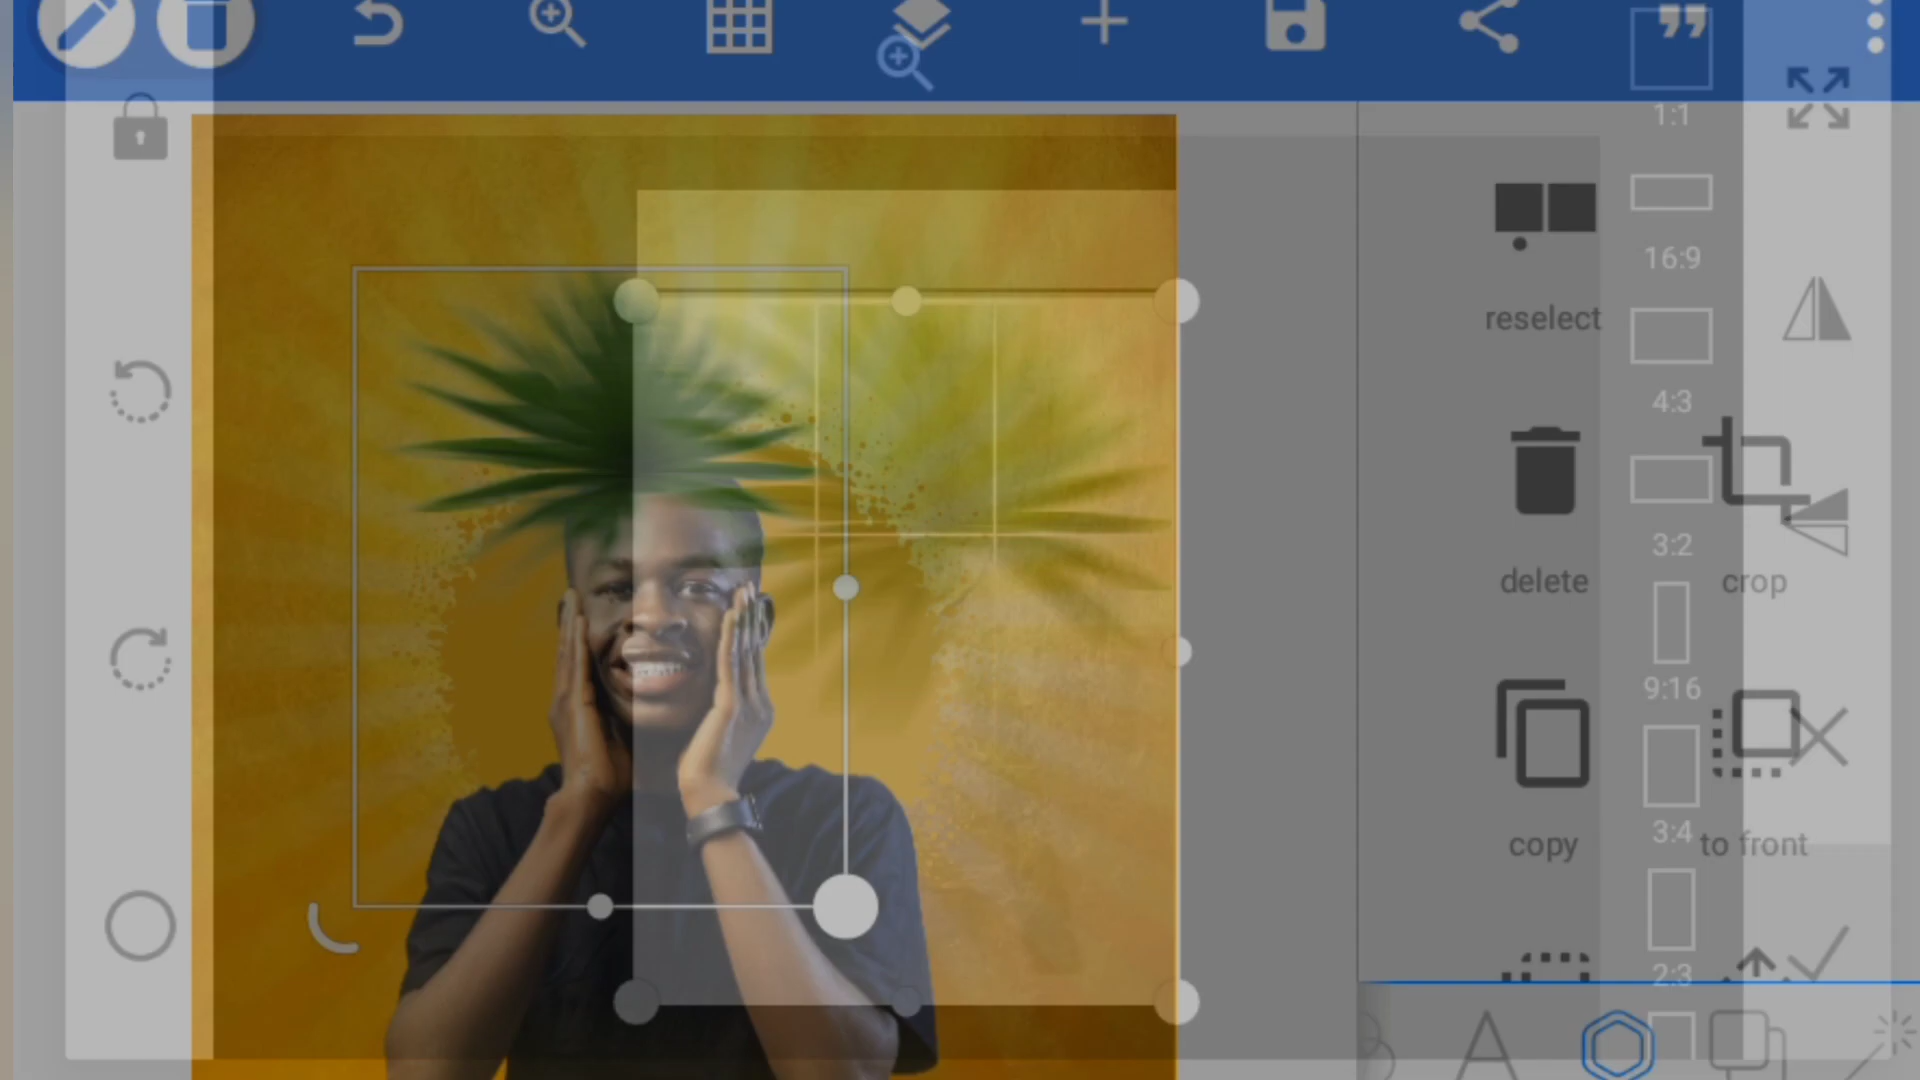 1:1
16:9
reselect
4:3
3:2
delete
crop
9:16
3:4
copy
to front
2:3
A